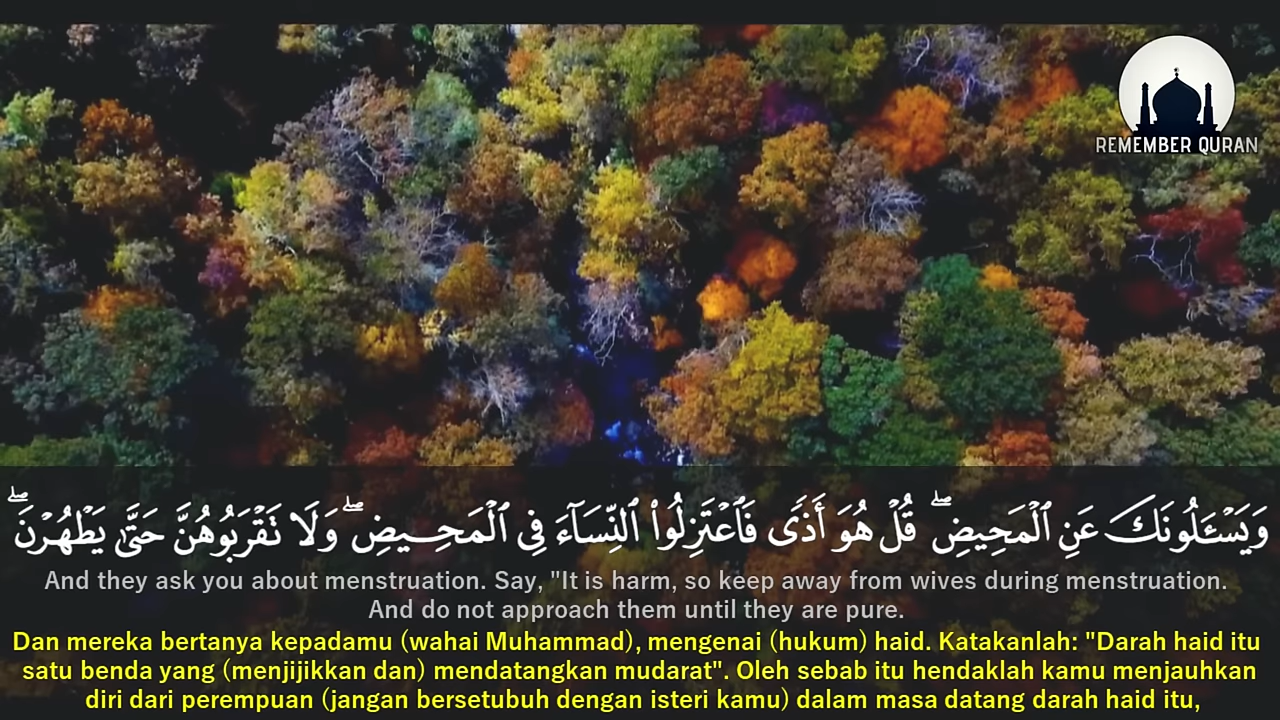 REMEMBER QURAN
وَيَسْـَٔلُونَكَ عَنِ ٱلْمَحِيضِ ۖ قُلْ هُوَ أَذًى فَٱعْتَزِلُوا۟ ٱلنِّسَآءَ فِى ٱلْمَحِيضِ ۖ وَلَا تَقْرَبُوهُنَّ حَتَّىٰ يَطْهُرْنَ ۖ
And they ask you about menstruation. Say, "It is harm, so keep away from wives during menstruation.
And do not approach them until they are pure.
Dan mereka bertanya kepadamu (wahai Muhammad), mengenai (hukum) haid. Katakanlah: "Darah haid itu
satu benda yang (menjijikkan dan) mendatangkan mudarat". Oleh sebab itu hendaklah kamu menjauhkan
diri dari perempuan (jangan bersetubuh dengan isteri kamu) dalam masa datang darah haid itu,